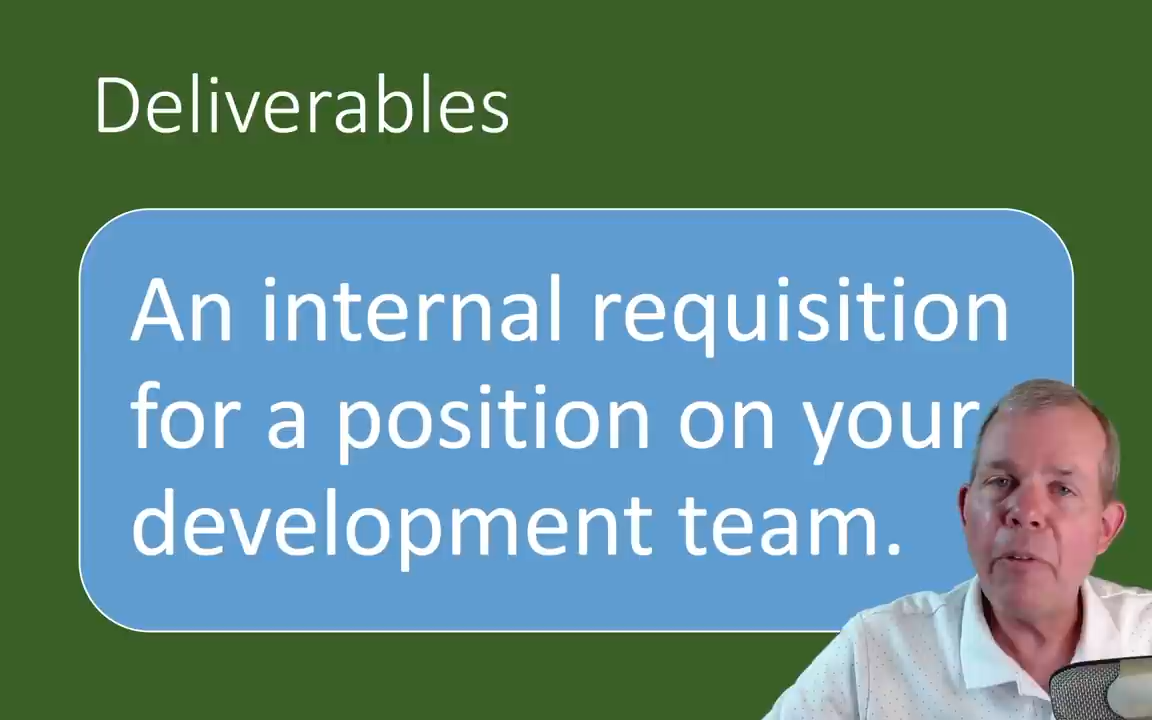 Deliverables
An internal requisition
for a position on your
development team.